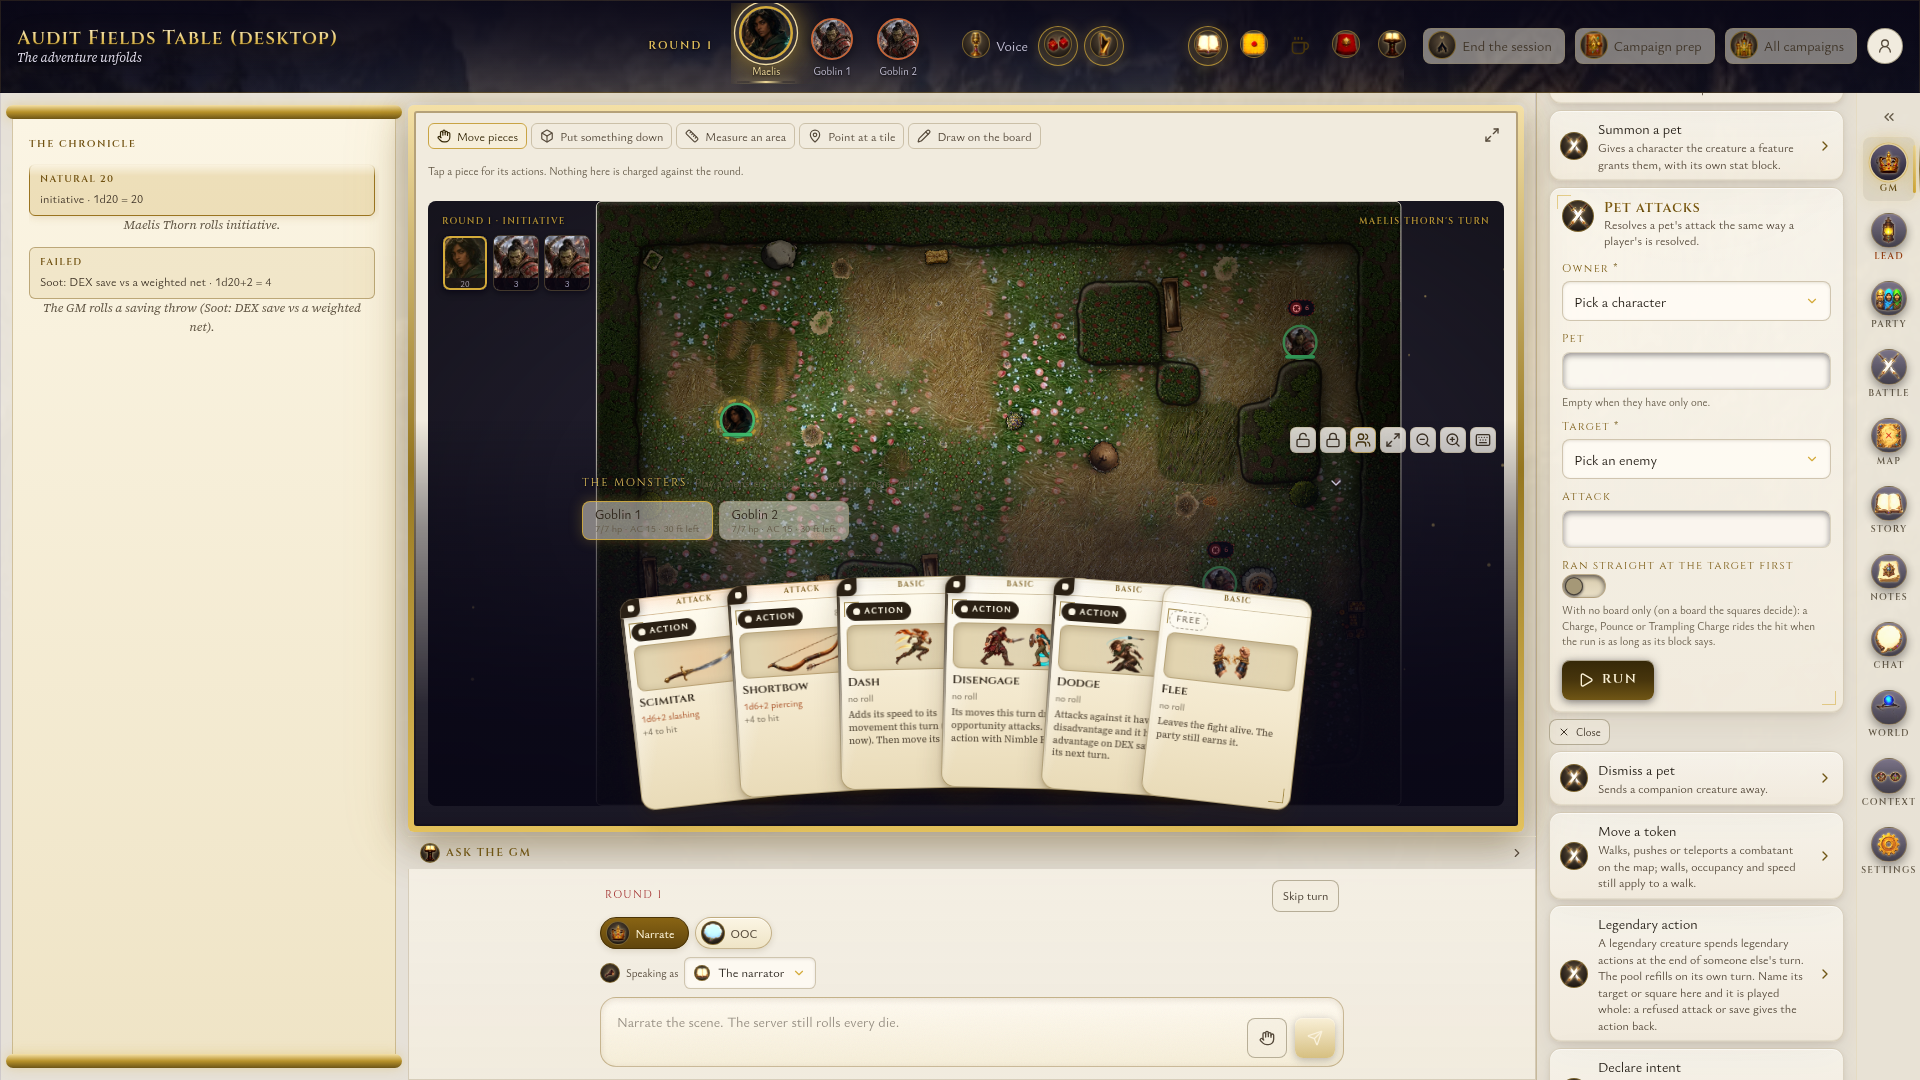 Audit Fields Table (desktop)
The adventure unfolds
ROUND 1
Maelis
Goblin 1
Goblin 2
Voice
End the session
Campaign prep
All campaigns
THE CHRONICLE
NATURAL 20
initiative · 1d20 = 20
Maelis Thorn rolls initiative.
FAILED
Soot: DEX save vs a weighted net · 1d20+2 = 4
The GM rolls a saving throw (Soot: DEX save vs a weighted
net).
Move pieces
Put something down
Measure an area
Point at a tile
Draw on the board
Tap a piece for its actions. Nothing here is charged against the round.
ROUND 1 · INITIATIVE
MAELIS THORN'S TURN
20
3
3
THE MONSTERS
Goblin 1
7/7 hp · AC 15 · 30 ft left
Goblin 2
7/7 hp · AC 15 · 30 ft left
ATTACK
ACTION
SCIMITAR
1d6+2 slashing
+4 to hit
ATTACK
ACTION
SHORTBOW
1d6+2 piercing
+4 to hit
BASIC
ACTION
DASH
no roll
Adds its speed to its
movement this turn
now). Then move its
BASIC
ACTION
DISENGAGE
no roll
Its moves this turn
opportunity attacks.
action with Nimble
BASIC
ACTION
DODGE
no roll
Attacks against it
disadvantage and it
advantage on DEX
its next turn.
BASIC
FREE
FLEE
no roll
Leaves the fight alive. The
party still earns it.
ASK THE GM
ROUND 1
Skip turn
Narrate
OOC
Speaking as
The narrator
Narrate the scene. The server still rolls every die.
Summon a pet
Gives a character the creature a feature
grants them, with its own stat block.
PET ATTACKS
Resolves a pet's attack the same way a
player's is resolved.
OWNER *
Pick a character
PET
Empty when they have only one.
TARGET *
Pick an enemy
ATTACK
RAN STRAIGHT AT THE TARGET FIRST
With no board only (on a board the squares decide): a
Charge, Pounce or Trampling Charge rides the hit when
the run is as long as its block says.
RUN
Close
Dismiss a pet
Sends a companion creature away.
Move a token
Walks, pushes or teleports a combatant
on the map; walls, occupancy and speed
still apply to a walk.
Legendary action
A legendary creature spends legendary
actions at the end of someone else's turn.
The pool refills on its own turn. Name its
target or square here and it is played
whole: a refused attack or save gives the
action back.
Declare intent
GM
LEAD
PARTY
BATTLE
MAP
STORY
NOTES
CHAT
WORLD
CONTEXT
SETTINGS